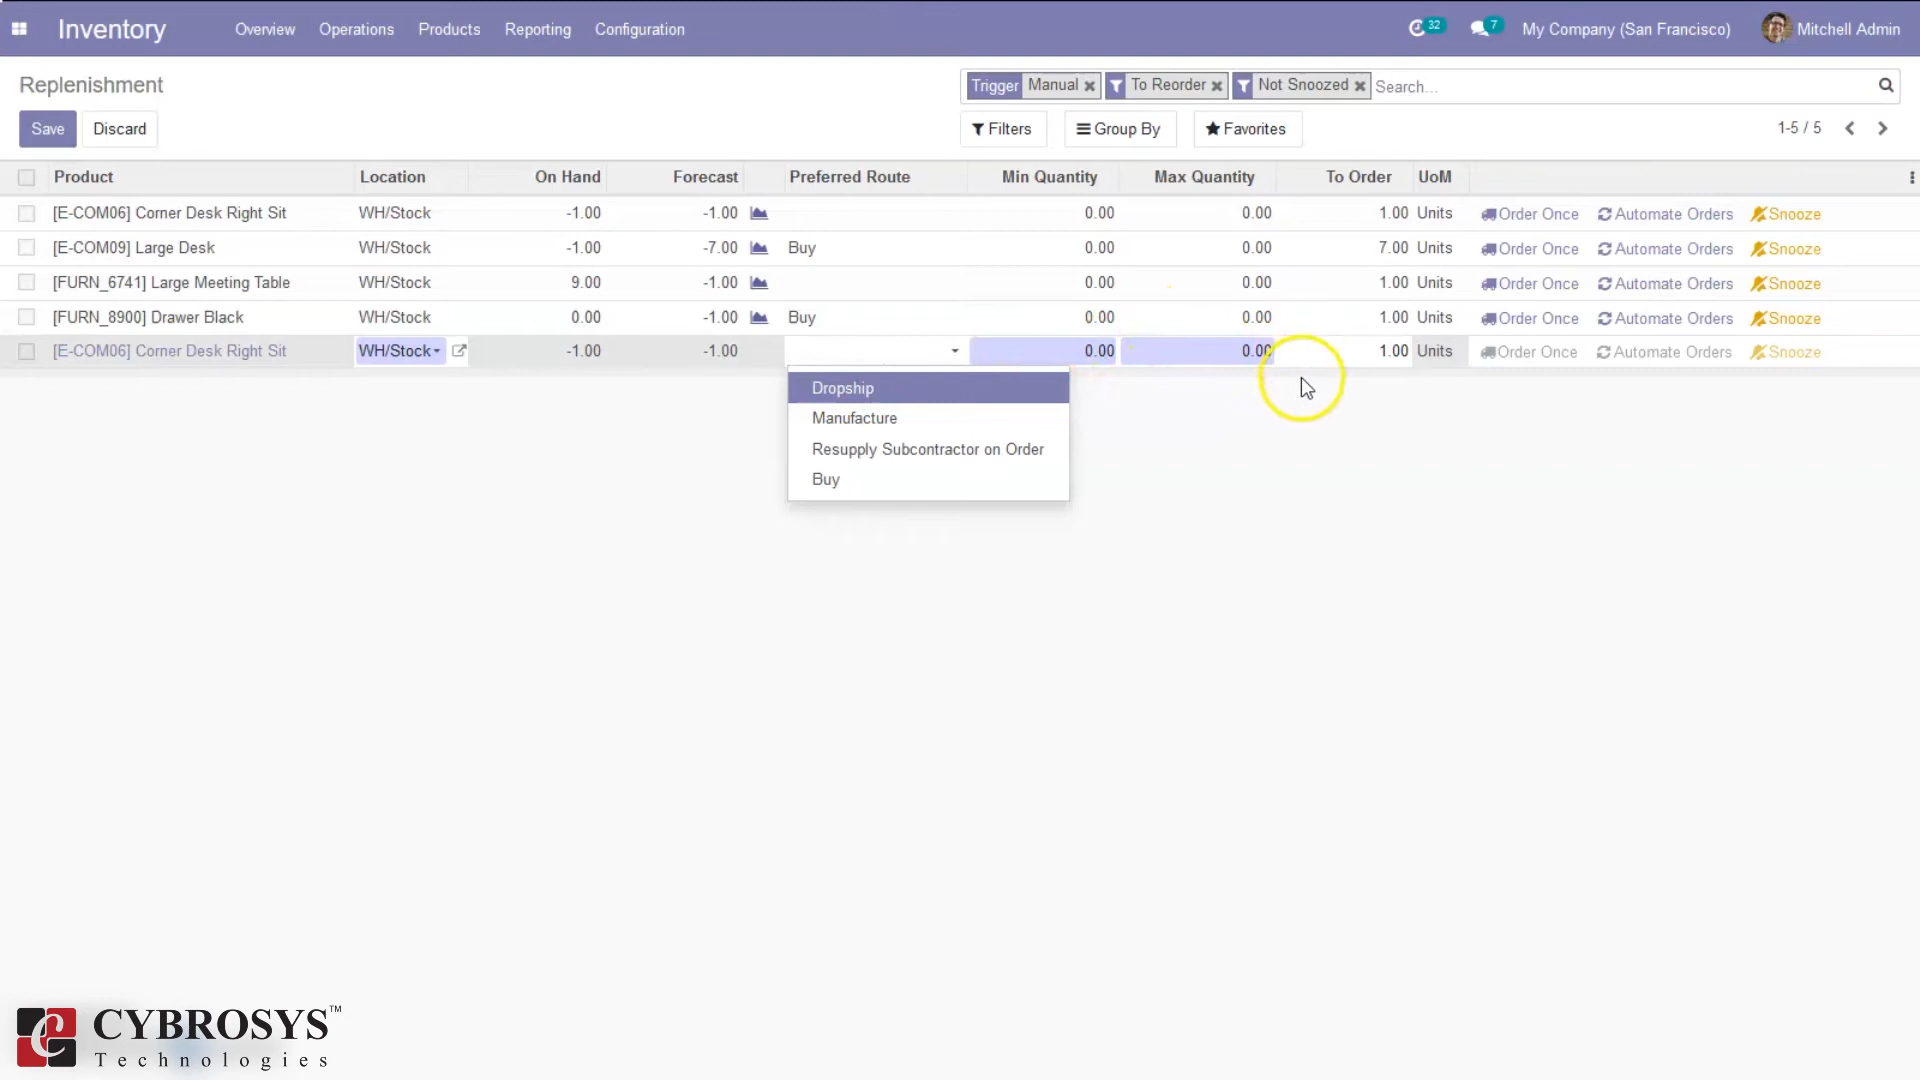 Inventory Overview Operations Products Reporting Configuration 32 7 My Company (San Francisco) Mitchell Admin
Replenishment
Trigger Manual To Reorder Not Snoozed Search...
Save Discard
Filters Group By Favorites 1-5 / 5
Product Location On Hand Forecast Preferred Route Min Quantity Max Quantity To Order UoM
[E-COM06] Corner Desk Right Sit WH/Stock -1.00 -1.00 0.00 0.00 1.00 Units Order Once Automate Orders Snooze
[E-COM09] Large Desk WH/Stock -1.00 -7.00 Buy 0.00 0.00 7.00 Units Order Once Automate Orders Snooze
[FURN_6741] Large Meeting Table WH/Stock 9.00 -1.00 0.00 0.00 1.00 Units Order Once Automate Orders Snooze
[FURN_8900] Drawer Black WH/Stock 0.00 -1.00 Buy 0.00 0.00 1.00 Units Order Once Automate Orders Snooze
[E-COM06] Corner Desk Right Sit WH/Stock -1.00 -1.00 0.00 0.00 1.00 Units Order Once Automate Orders Snooze
Dropship
Manufacture
Resupply Subcontractor on Order
Buy
CYBROSYS™
Technologies